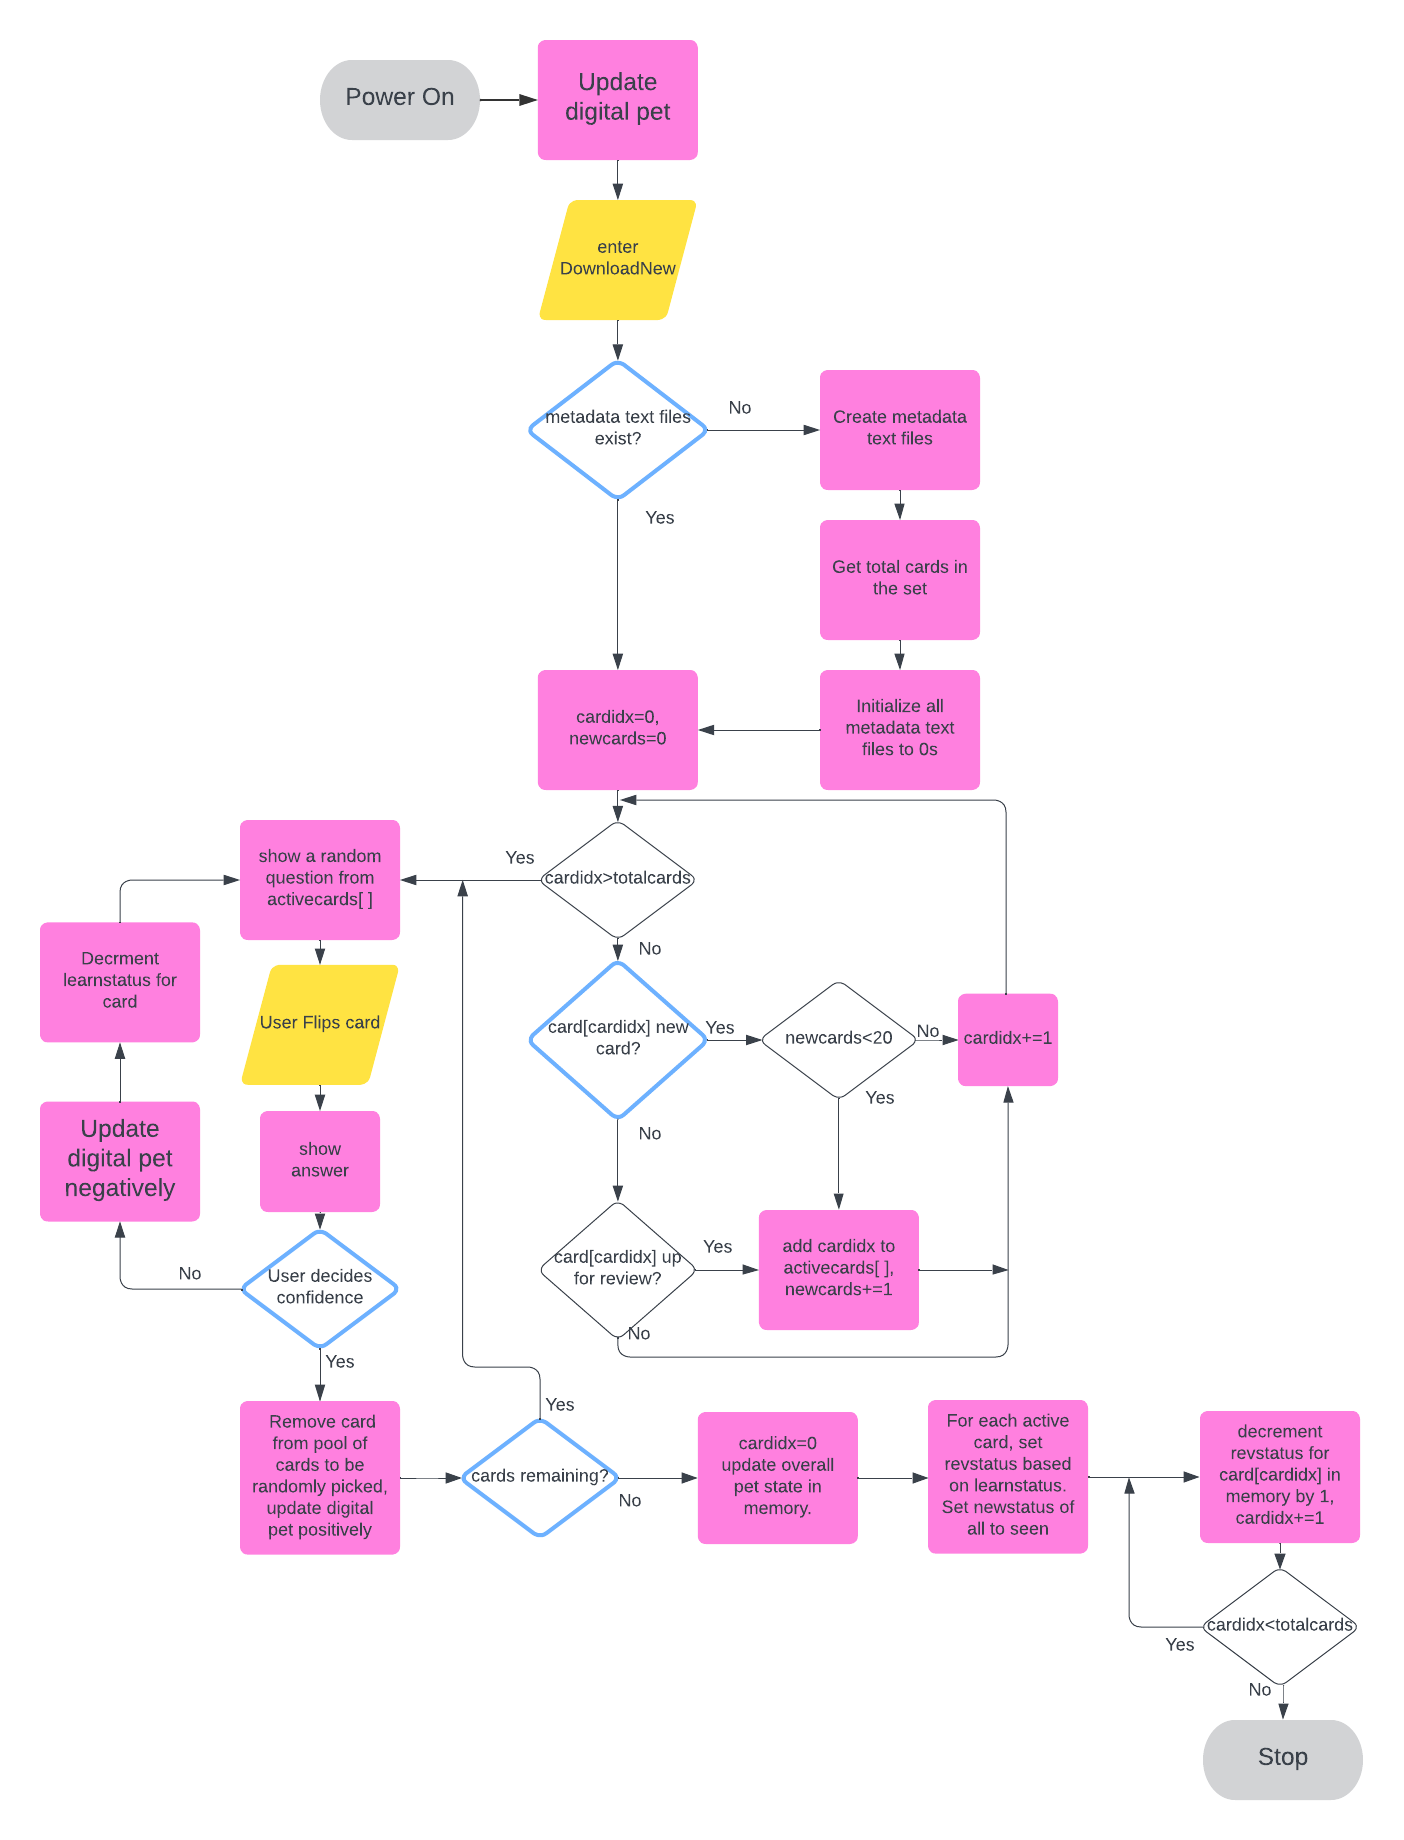 Power On
Update
digital pet
enter
DownloadNew
metadata text files
exist?
No
Create metadata
text files
Yes
Get total cards in
the set
cardidx=0,
newcards=0
Initialize all
metadata text
files to 0s
show a random
question from
activecards[ ]
Yes
cardidx>totalcards
No
Decrment
learnstatus for
card
User Flips card
card[cardidx] new
card?
Yes
newcards<20
No
cardidx+=1
Yes
No
Update
digital pet
negatively
show
answer
card[cardidx] up
for review?
Yes
add cardidx to
activecards[ ],
newcards+=1
No
No
User decides
confidence
Yes
Remove card
from pool of
cards to be
randomly picked,
update digital
pet positively
Yes
cards remaining?
No
cardidx=0
update overall
pet state in
memory.
For each active
card, set
revstatus based
on learnstatus.
Set newstatus of
all to seen
decrement
revstatus for
card[cardidx] in
memory by 1,
cardidx+=1
cardidx<totalcards
Yes
No
Stop